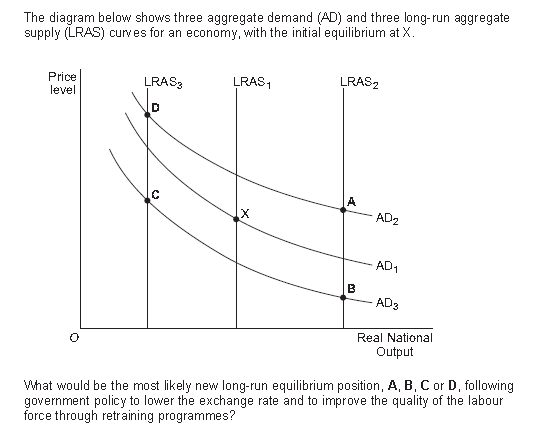 The diagram below shows three aggregate demand (AD) and three long-run aggregate
supply (LRAS) curves for an economy, with the initial equilibrium at X.
Price
level
LRAS3 LRAS1 LRAS2
D
A
C
X
AD2
AD1
B
AD3
O
Real National
Output
What would be the most likely new long-run equilibrium position, A, B, C or D, following
government policy to lower the exchange rate and to improve the quality of the labour
force through retraining programmes?